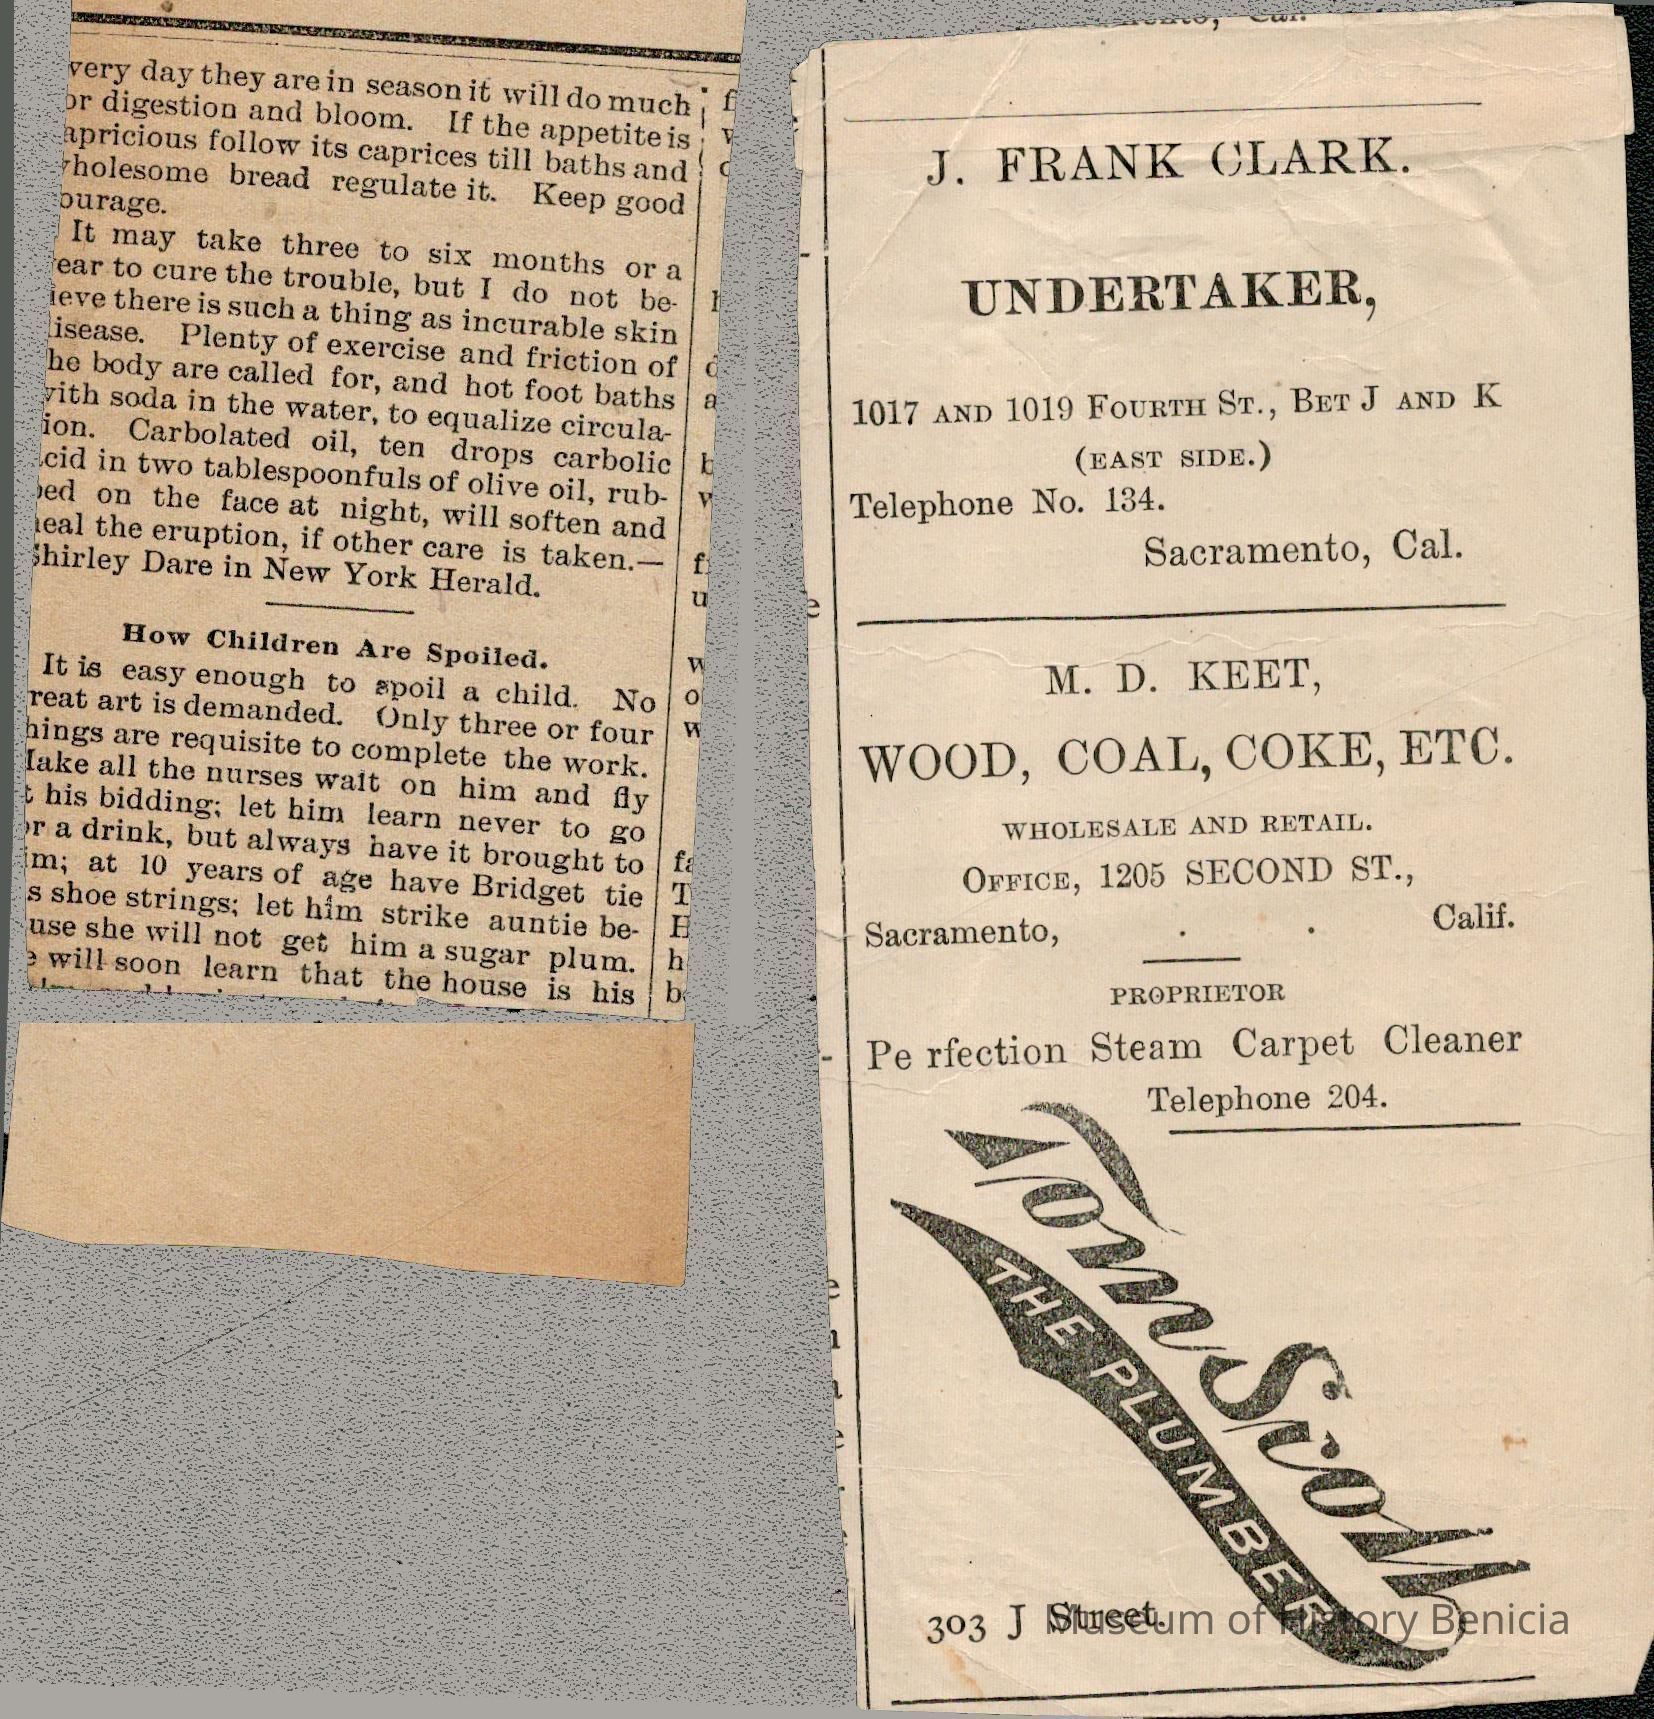 very day they are in season it will do much
or digestion and bloom. If the appetite is
apricious follow its caprices till baths and
wholesome bread regulate it. Keep good
ourage.
It may take three to six months or a
ear to cure the trouble, but I do not be-
ieve there is such a thing as incurable skin
isease. Plenty of exercise and friction of
he body are called for, and hot foot baths
with soda in the water, to equalize circula-
ion. Carbolated oil, ten drops carbolic
cid in two tablespoonfuls of olive oil, rub-
bed on the face at night, will soften and
heal the eruption, if other care is taken.—
Shirley Dare in New York Herald.
How Children Are Spoiled.
It is easy enough to spoil a child. No
reat art is demanded. Only three or four
hings are requisite to complete the work.
Make all the nurses wait on him and fly
t his bidding; let him learn never to go
or a drink, but always have it brought to
im; at 10 years of age have Bridget tie
s shoe strings; let him strike auntie be-
use she will not get him a sugar plum.
e will soon learn that the house is his
J. FRANK CLARK.
UNDERTAKER,
1017 AND 1019 FOURTH ST., BET J AND K
(EAST SIDE.)
Telephone No. 134.
Sacramento, Cal.
M. D. KEET,
WOOD, COAL, COKE, ETC.
WHOLESALE AND RETAIL.
OFFICE, 1205 SECOND ST.,
Sacramento, . . Calif.
PROPRIETOR
Pe rfection Steam Carpet Cleaner
Telephone 204.
Tom Scott
THE PLUMBER
303 J Street.
Museum of History Benicia